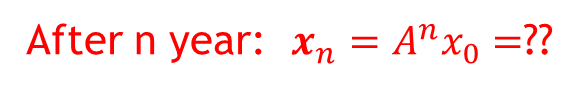 After n year: xₙ = Aⁿx₀ =??